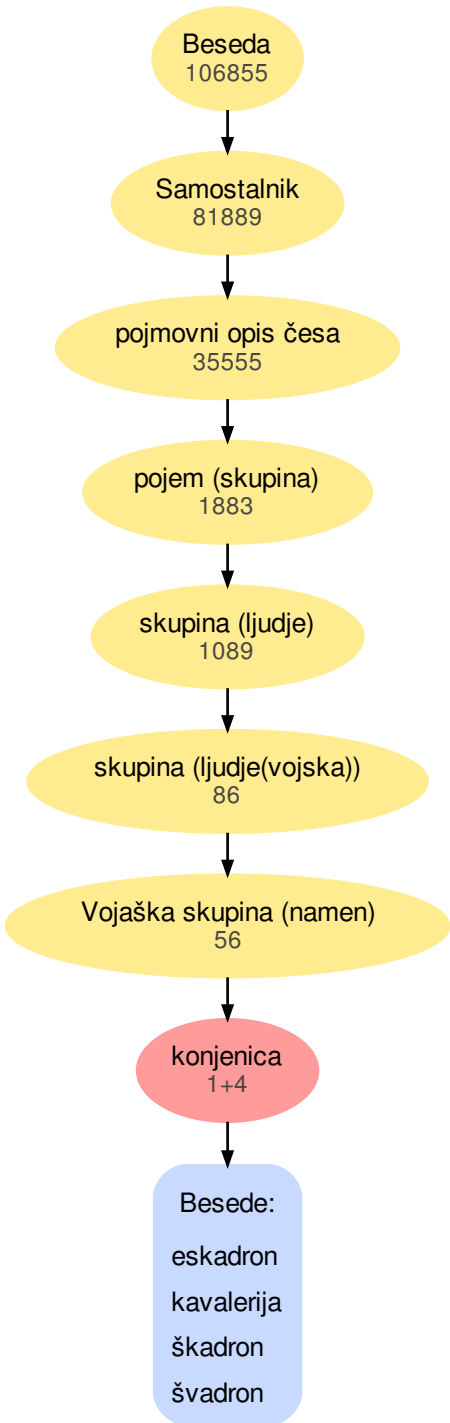 Beseda
106855
Samostalnik
81889
pojmovni opis česa
35555
pojem (skupina)
1883
skupina (ljudje)
1089
skupina (ljudje(vojska))
86
Vojaška skupina (namen)
56
konjenica
1+4
Besede:
eskadron
kavalerija
škadron
švadron